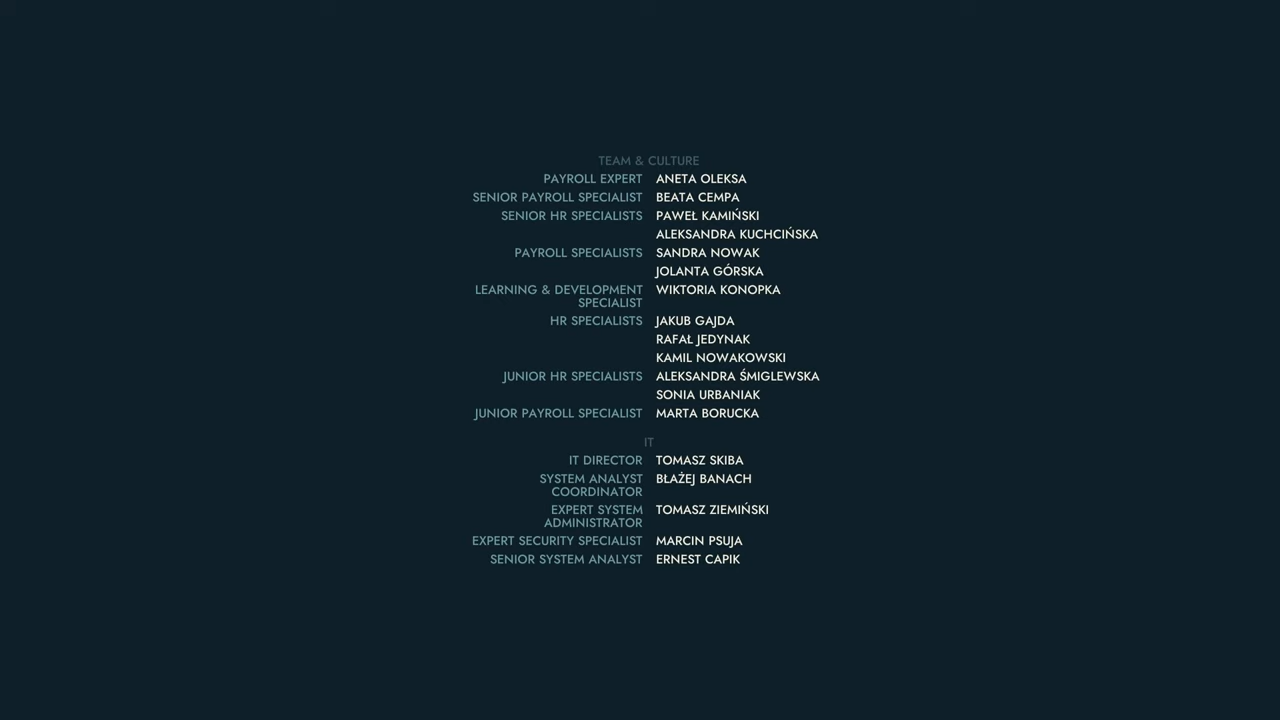 TEAM & CULTURE
PAYROLL EXPERT ANETA OLEKSA
SENIOR PAYROLL SPECIALIST BEATA CEMPA
SENIOR HR SPECIALISTS PAWEŁ KAMIŃSKI
ALEKSANDRA KUCHCIŃSKA
PAYROLL SPECIALISTS SANDRA NOWAK
JOLANTA GÓRSKA
LEARNING & DEVELOPMENT WIKTORIA KONOPKA
SPECIALIST
HR SPECIALISTS JAKUB GAJDA
RAFAŁ JEDYNAK
KAMIL NOWAKOWSKI
JUNIOR HR SPECIALISTS ALEKSANDRA ŚMIGLEWSKA
SONIA URBANIAK
JUNIOR PAYROLL SPECIALIST MARTA BORUCKA
IT
IT DIRECTOR TOMASZ SKIBA
SYSTEM ANALYST BŁAŻEJ BANACH
COORDINATOR
EXPERT SYSTEM TOMASZ ZIEMIŃSKI
ADMINISTRATOR
EXPERT SECURITY SPECIALIST MARCIN PSUJA
SENIOR SYSTEM ANALYST ERNEST CAPIK